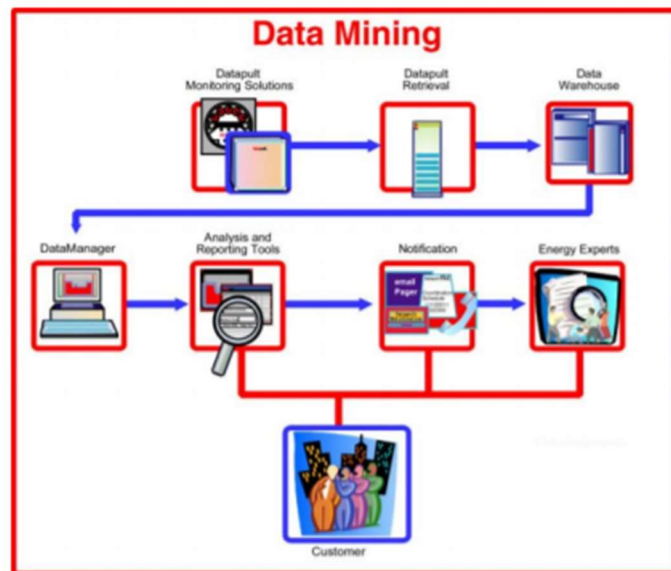 Data Mining
Datapult
Monitoring Solutions
Datapult
Retrieval
Data
Warehouse
DataManager
Analysis and
Reporting Tools
Notification
Energy Experts
email
Pager
Customer